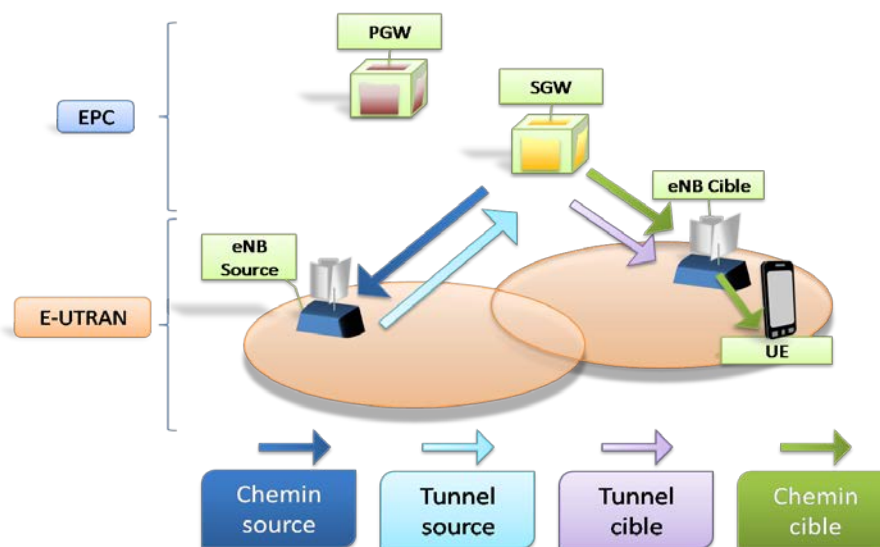 PGW
EPC
SGW
eNB Cible
eNB
Source
E-UTRAN
UE
Chemin
source
Tunnel
source
Tunnel
cible
Chemin
cible